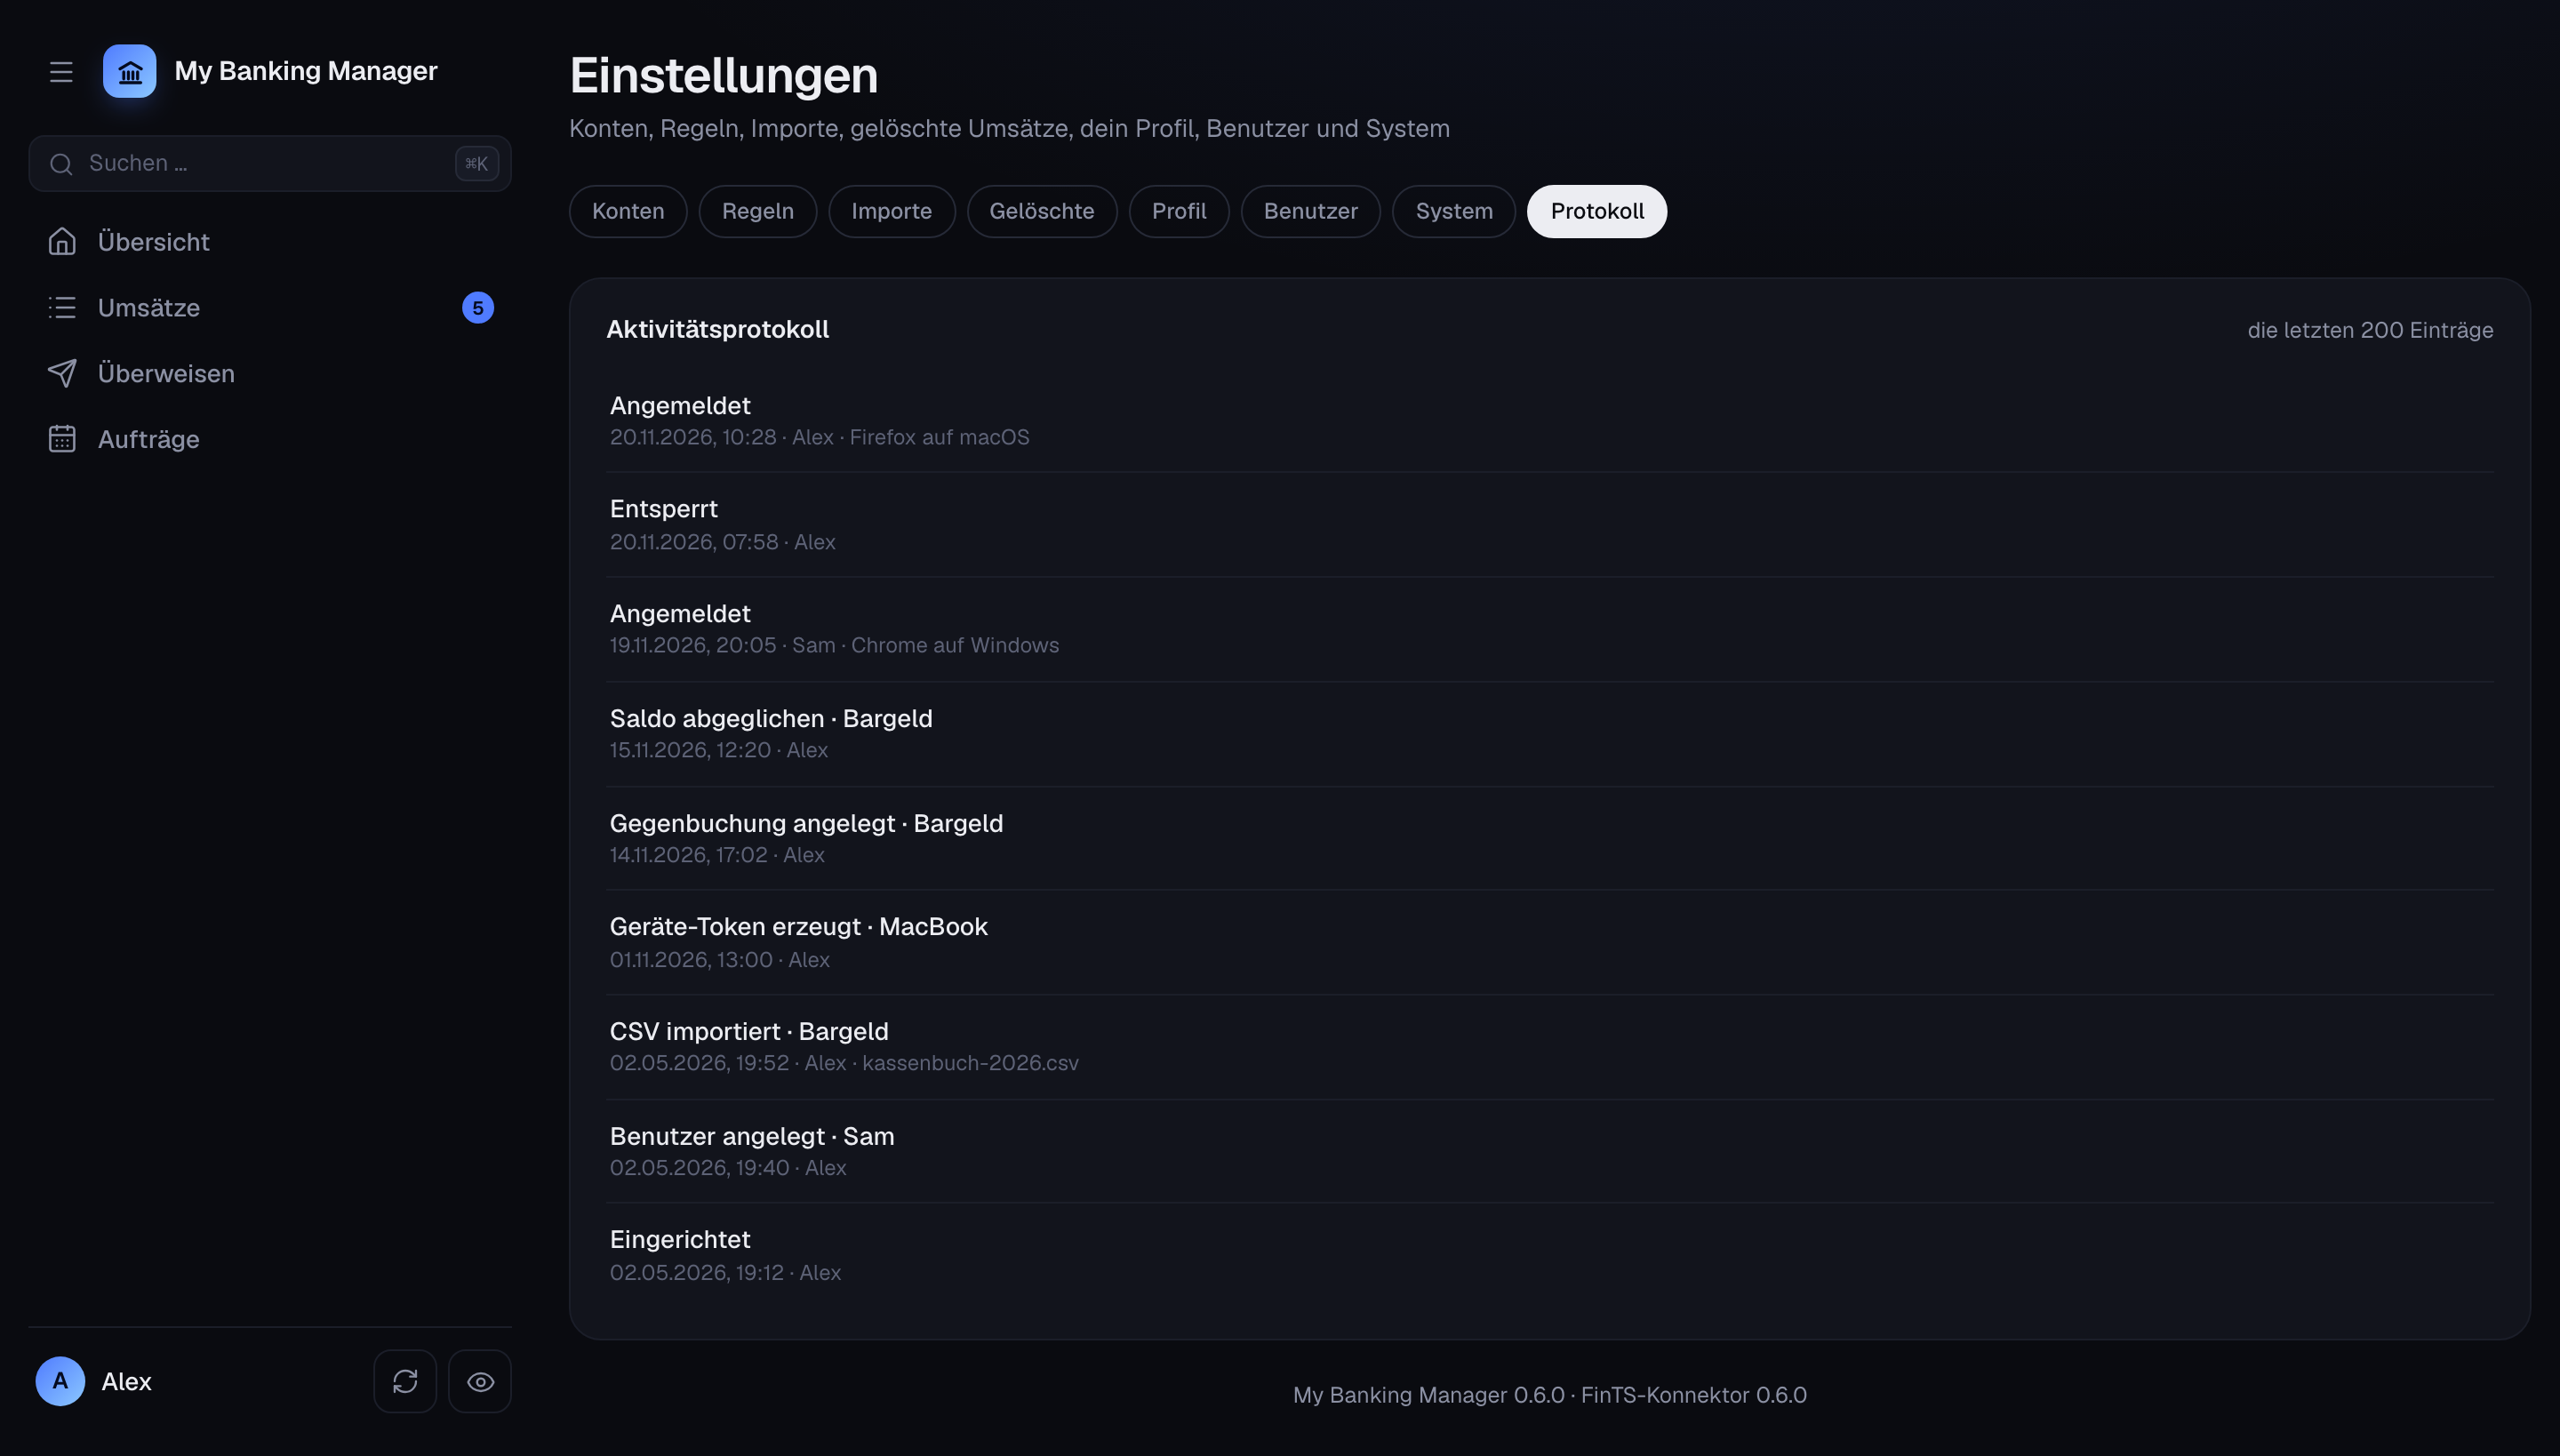 My Banking Manager
Suchen …
⌘K
Übersicht
Umsätze
5
Überweisen
Aufträge
A
Alex
Einstellungen
Konten, Regeln, Importe, gelöschte Umsätze, dein Profil, Benutzer und System
Konten
Regeln
Importe
Gelöschte
Profil
Benutzer
System
Protokoll
Aktivitätsprotokoll
die letzten 200 Einträge
Angemeldet
20.11.2026, 10:28 · Alex · Firefox auf macOS
Entsperrt
20.11.2026, 07:58 · Alex
Angemeldet
19.11.2026, 20:05 · Sam · Chrome auf Windows
Saldo abgeglichen · Bargeld
15.11.2026, 12:20 · Alex
Gegenbuchung angelegt · Bargeld
14.11.2026, 17:02 · Alex
Geräte-Token erzeugt · MacBook
01.11.2026, 13:00 · Alex
CSV importiert · Bargeld
02.05.2026, 19:52 · Alex · kassenbuch-2026.csv
Benutzer angelegt · Sam
02.05.2026, 19:40 · Alex
Eingerichtet
02.05.2026, 19:12 · Alex
My Banking Manager 0.6.0 · FinTS-Konnektor 0.6.0